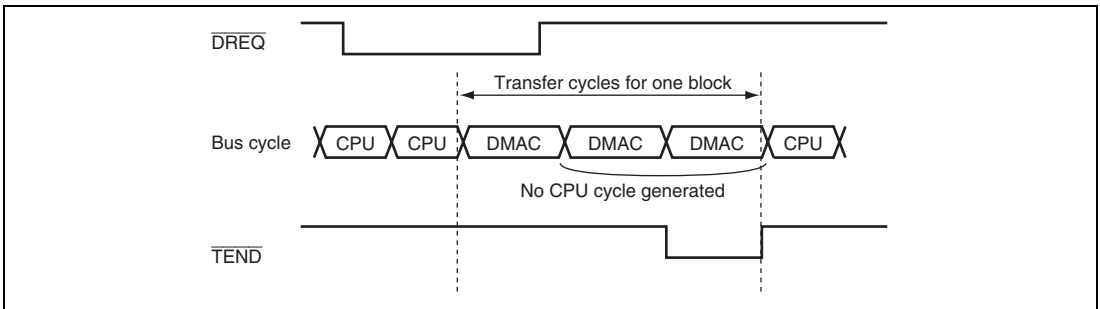 DREQ
Transfer cycles for one block
Bus cycle CPU CPU DMAC DMAC DMAC CPU
No CPU cycle generated
TEND